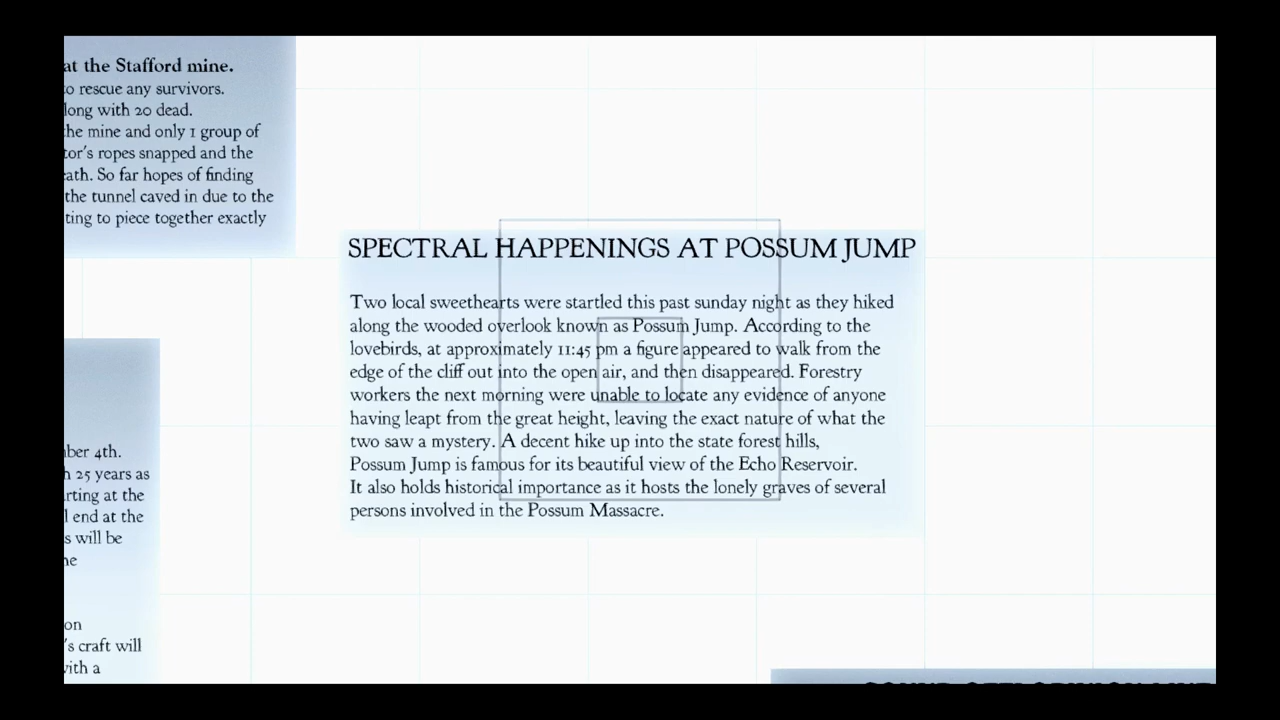 at the Stafford mine.
to rescue any survivors.
long with 20 dead.
the mine and only 1 group of
tor's ropes snapped and the
eath. So far hopes of finding
the tunnel caved in due to the
ting to piece together exactly
SPECTRAL HAPPENINGS AT POSSUM JUMP
Two local sweethearts were startled this past sunday night as they hiked
along the wooded overlook known as Possum Jump. According to the
lovebirds, at approximately 11:45 pm a figure appeared to walk from the
edge of the cliff out into the open air, and then disappeared. Forestry
workers the next morning were unable to locate any evidence of anyone
having leapt from the great height, leaving the exact nature of what the
two saw a mystery. A decent hike up into the state forest hills,
Possum Jump is famous for its beautiful view of the Echo Reservoir.
It also holds historical importance as it hosts the lonely graves of several
persons involved in the Possum Massacre.
4th.
25 years as
rting at the
end at the
s will be
on
's craft will
with a